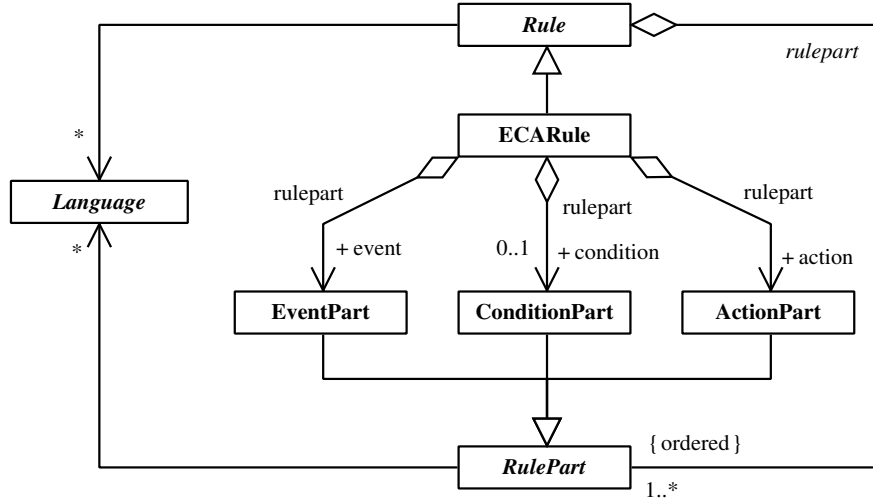 Rule
rulepart
ECARule
*
Language
*
rulepart
rulepart
rulepart
+ event
0..1
+ condition
+ action
EventPart
ConditionPart
ActionPart
{ ordered }
RulePart
1..*